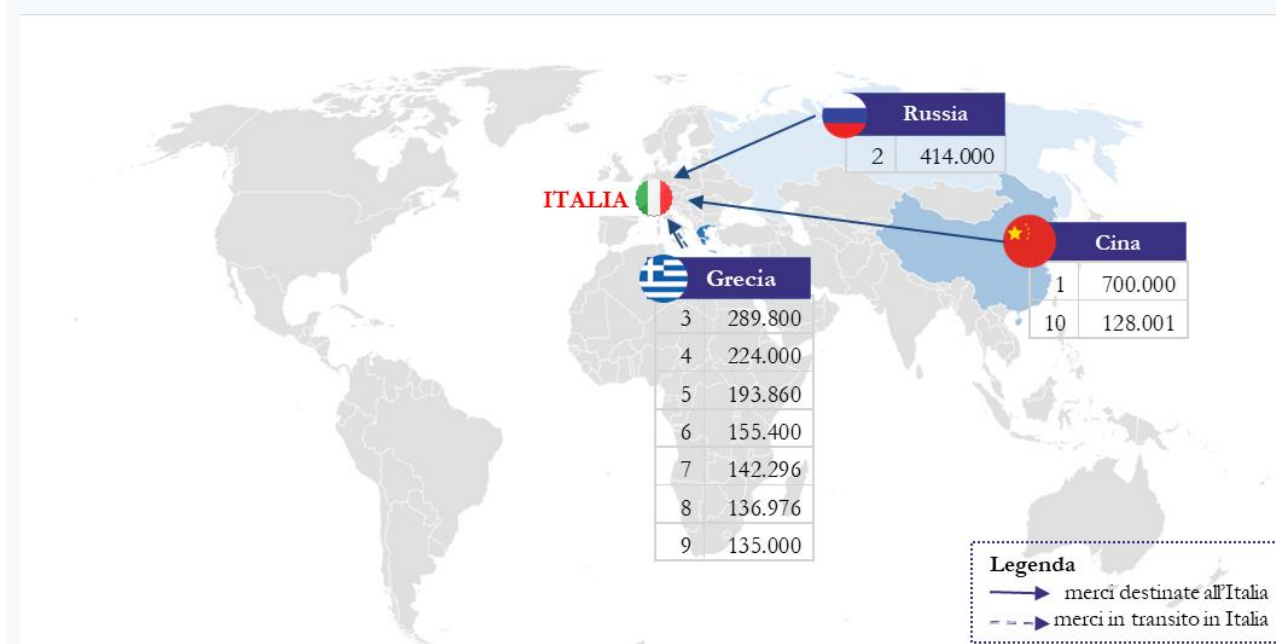 Russia
2 414.000
ITALIA
Cina
1 700.000
10 128.001
Grecia
3 289.800
4 224.000
5 193.860
6 155.400
7 142.296
8 136.976
9 135.000
Legenda
merci destinate all'Italia
merci in transito in Italia